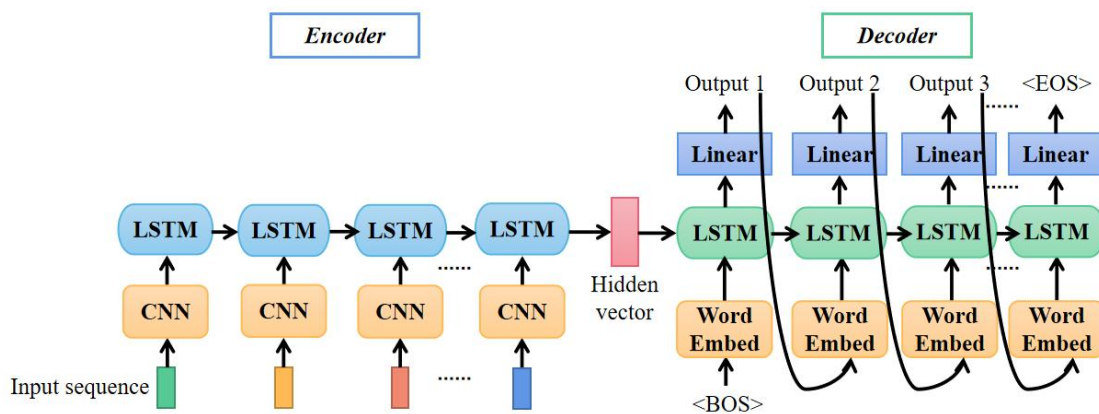 Encoder
Decoder
Output 1
Output 2
Output 3
......
<EOS>
Linear
Linear
Linear
Linear
......
LSTM
LSTM
LSTM
LSTM
LSTM
LSTM
LSTM
LSTM
......
......
Hidden
vector
CNN
CNN
CNN
CNN
Word
Embed
Word
Embed
Word
Embed
Word
Embed
Input sequence
......
<BOS>